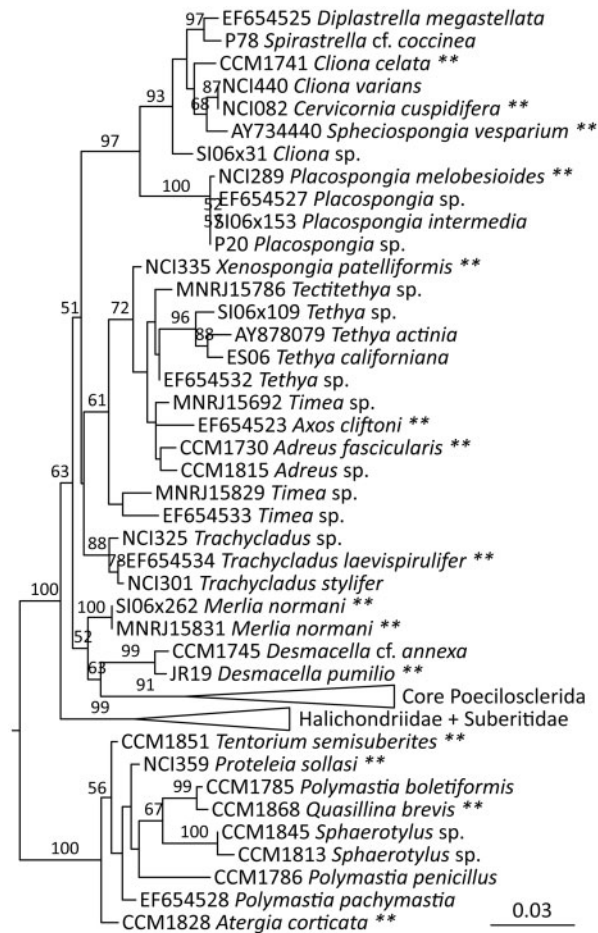 97 EF654525 Diplastrella megastellata
P78 Spirastrella cf. coccinea
CCM1741 Cliona celata **
87 NCI440 Cliona varians
93 68 NCI082 Cervicornia cuspidifera **
AY734440 Spheciospongia vesparium **
97 SI06x31 Cliona sp.
100 NCI289 Placospongia melobesioides **
52 EF654527 Placospongia sp.
57 SI06x153 Placospongia intermedia
P20 Placospongia sp.
NCI335 Xenospongia patelliformis **
72 MNRJ15786 Tectitethya sp.
51 96 SI06x109 Tethya sp.
88 AY878079 Tethya actinia
ES06 Tethya californiana
EF654532 Tethya sp.
61 MNRJ15692 Timea sp.
EF654523 Axos cliftoni **
CCM1730 Adreus fascicularis **
63 CCM1815 Adreus sp.
MNRJ15829 Timea sp.
EF654533 Timea sp.
88 NCI325 Trachycladus sp.
78 EF654534 Trachycladus laevispirulifer **
100 NCI301 Trachycladus stylifer
100 SI06x262 Merlia normani **
52 MNRJ15831 Merlia normani **
99 CCM1745 Desmacella cf. annexa
63 JR19 Desmacella pumilio **
91 Core Poecilosclerida
99 Halichondriidae + Suberitidae
CCM1851 Tentorium semisuberites **
NCI359 Proteleia sollasi **
56 99 CCM1785 Polymastia boletiformis
67 CCM1868 Quasillina brevis **
100 CCM1845 Sphaerotylus sp.
100 CCM1813 Sphaerotylus sp.
CCM1786 Polymastia penicillus
EF654528 Polymastia pachymastia
CCM1828 Atergia corticata **
0.03